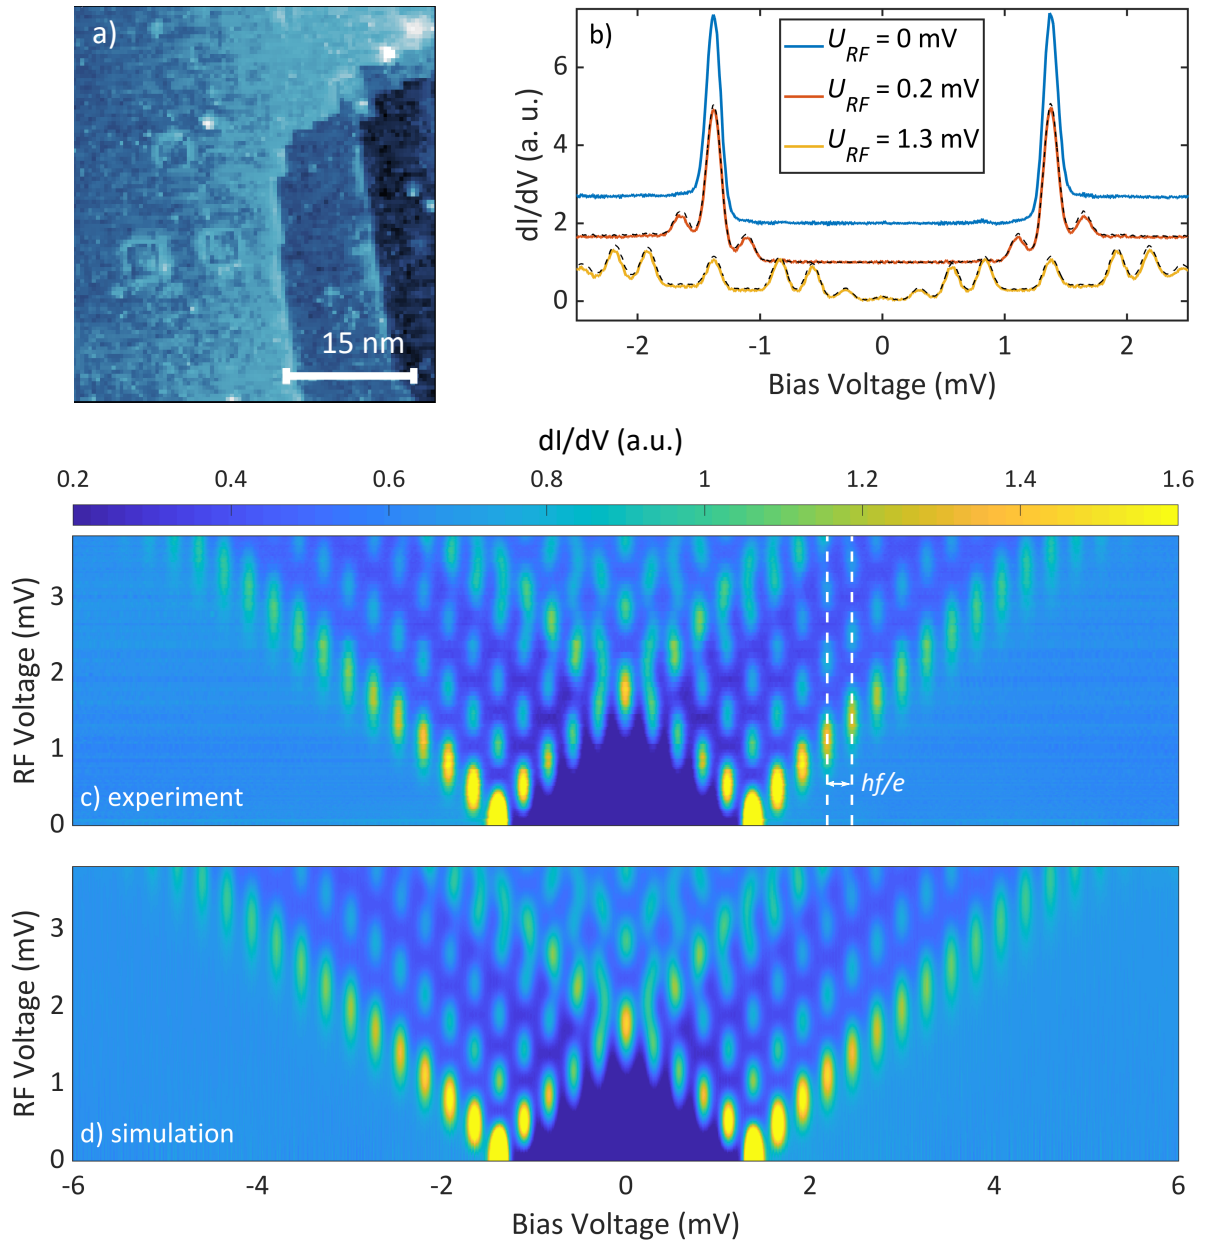 a)
15 nm
b)
U_RF = 0 mV
U_RF = 0.2 mV
U_RF = 1.3 mV
dI/dV (a. u.)
6
4
2
0
-2 -1 0 1 2
Bias Voltage (mV)
dI/dV (a.u.)
0.2 0.4 0.6 0.8 1 1.2 1.4 1.6
RF Voltage (mV)
3
2
1
0
c) experiment
hf/e
RF Voltage (mV)
3
2
1
0
d) simulation
-6 -4 -2 0 2 4 6
Bias Voltage (mV)